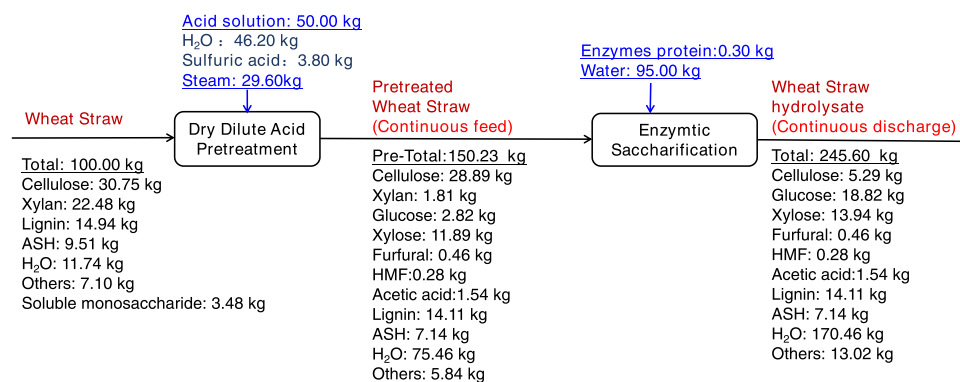 Acid solution: 50.00 kg
H₂O： 46.20 kg
Sulfuric acid：3.80 kg
Steam: 29.60kg
Enzymes protein:0.30 kg
Water: 95.00 kg
Wheat Straw
Dry Dilute Acid
Pretreatment
Pretreated
Wheat Straw
(Continuous feed)
Enzymtic
Saccharification
Wheat Straw
hydrolysate
(Continuous discharge)
Total: 100.00 kg
Cellulose: 30.75 kg
Xylan: 22.48 kg
Lignin: 14.94 kg
ASH: 9.51 kg
H₂O: 11.74 kg
Others: 7.10 kg
Soluble monosaccharide: 3.48 kg
Pre-Total:150.23 kg
Cellulose: 28.89 kg
Xylan: 1.81 kg
Glucose: 2.82 kg
Xylose: 11.89 kg
Furfural: 0.46 kg
HMF:0.28 kg
Acetic acid:1.54 kg
Lignin: 14.11 kg
ASH: 7.14 kg
H₂O: 75.46 kg
Others: 5.84 kg
Total: 245.60 kg
Cellulose: 5.29 kg
Glucose: 18.82 kg
Xylose: 13.94 kg
Furfural: 0.46 kg
HMF: 0.28 kg
Acetic acid:1.54 kg
Lignin: 14.11 kg
ASH: 7.14 kg
H₂O: 170.46 kg
Others: 13.02 kg